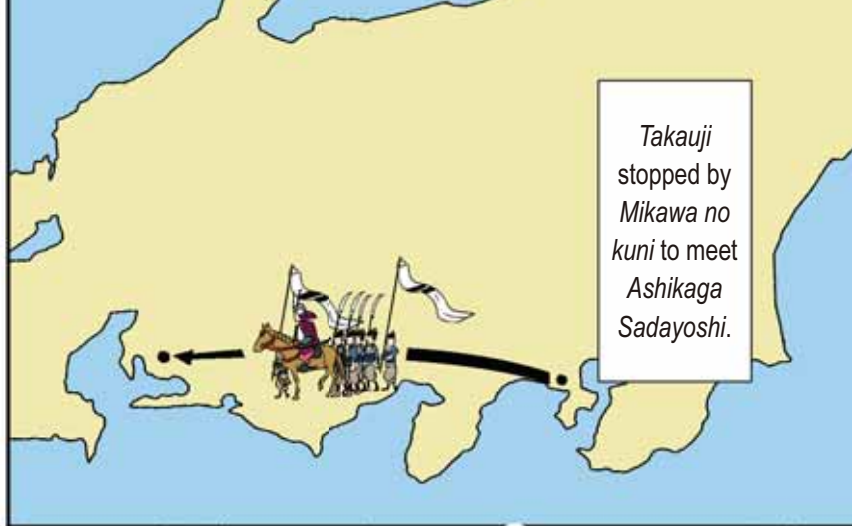 Takauji
stopped by
Mikawa no
kuni to meet
Ashikaga
Sadayoshi.